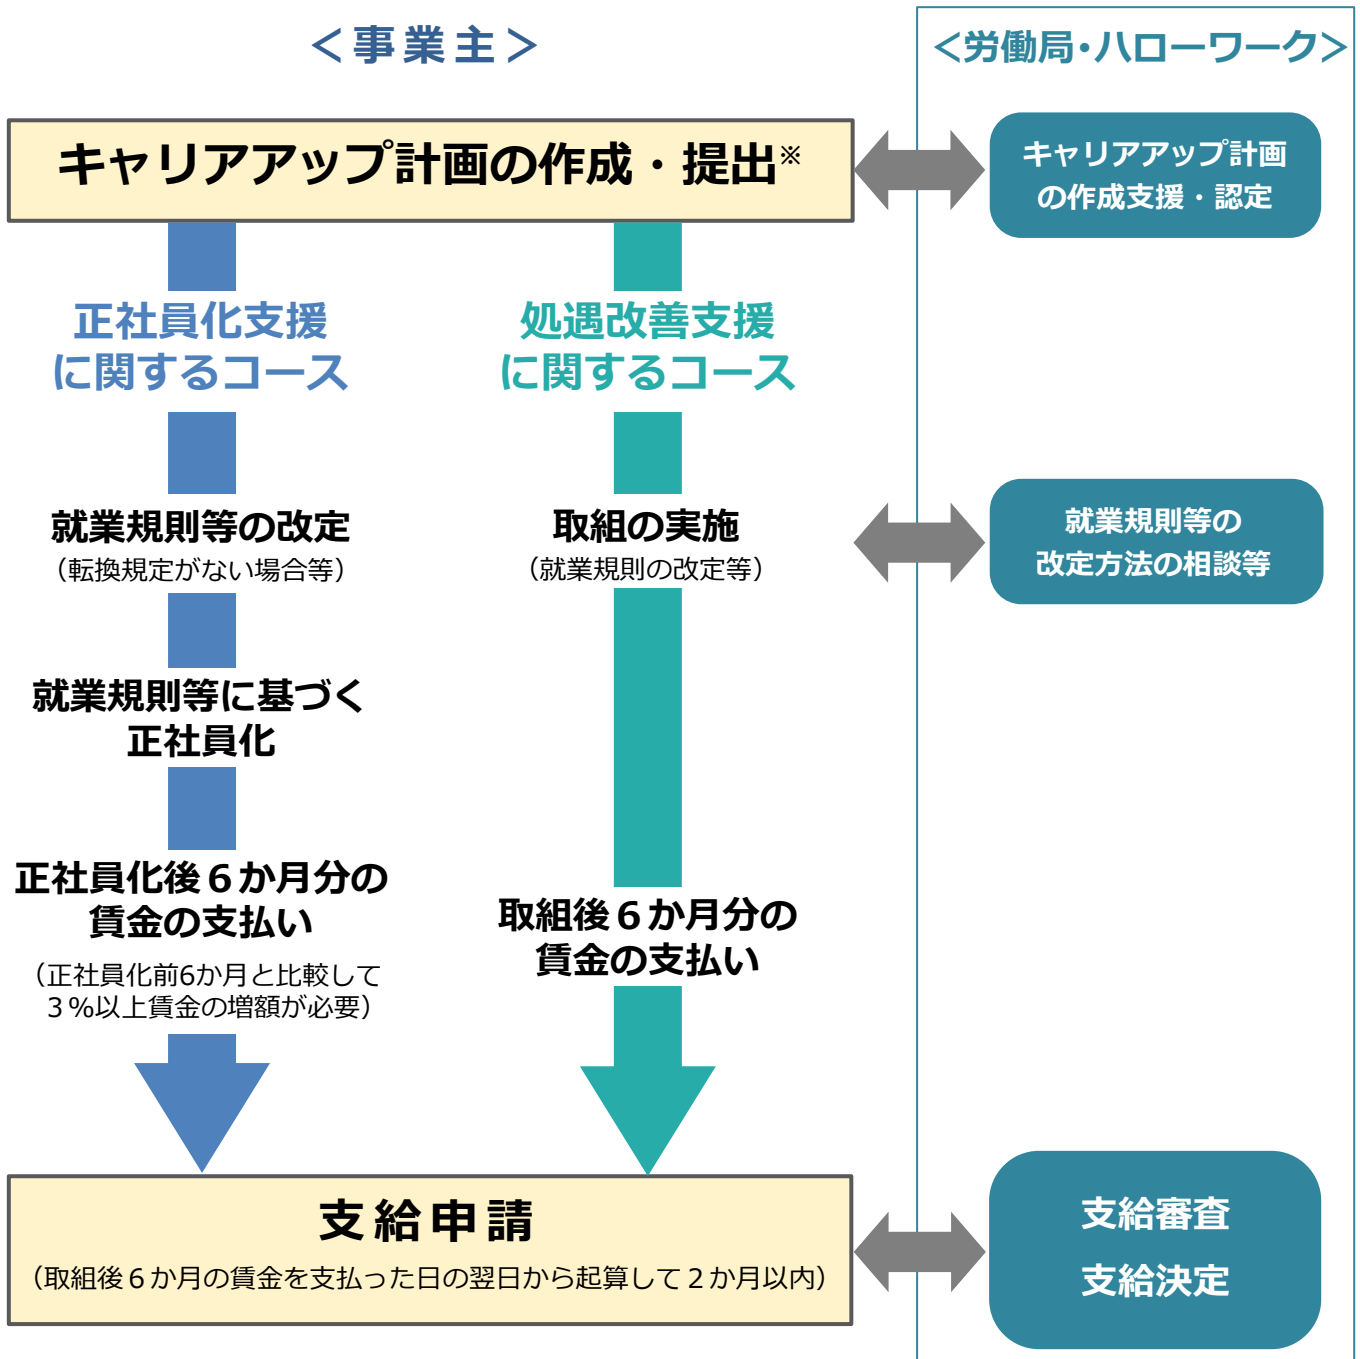 ＜事業主＞
＜労働局・ハローワーク＞
キャリアアップ計画の作成・提出※
キャリアアップ計画
の作成支援・認定
正社員化支援
に関するコース
処遇改善支援
に関するコース
就業規則等の改定
（転換規定がない場合等）
取組の実施
（就業規則の改定等）
就業規則等の
改定方法の相談等
就業規則等に基づく
正社員化
正社員化後６か月分の
賃金の支払い
（正社員化前6か月と比較して
３%以上賃金の増額が必要）
取組後６か月分の
賃金の支払い
支給申請
（取組後６か月の賃金を支払った日の翌日から起算して２か月以内）
支給審査
支給決定